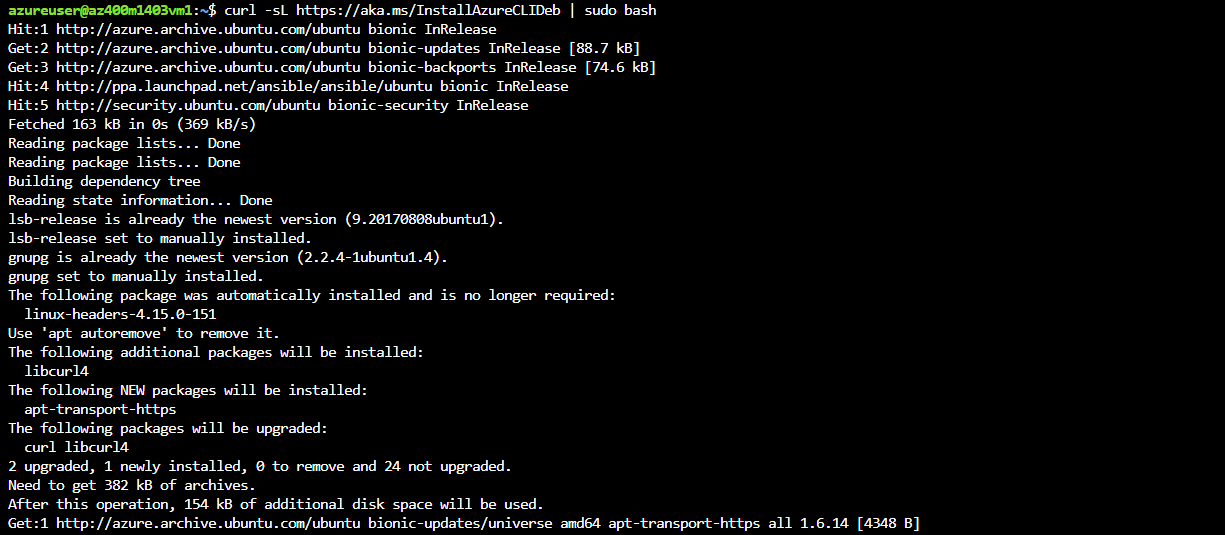 azureuser@az400m1403vm1:~$ curl -sL https://aka.ms/InstallAzureCLIDeb | sudo bash
Hit:1 http://azure.archive.ubuntu.com/ubuntu bionic InRelease
Get:2 http://azure.archive.ubuntu.com/ubuntu bionic-updates InRelease [88.7 kB]
Get:3 http://azure.archive.ubuntu.com/ubuntu bionic-backports InRelease [74.6 kB]
Hit:4 http://ppa.launchpad.net/ansible/ansible/ubuntu bionic InRelease
Hit:5 http://security.ubuntu.com/ubuntu bionic-security InRelease
Fetched 163 kB in 0s (369 kB/s)
Reading package lists... Done
Reading package lists... Done
Building dependency tree
Reading state information... Done
lsb-release is already the newest version (9.20170808ubuntu1).
lsb-release set to manually installed.
gnupg is already the newest version (2.2.4-1ubuntu1.4).
gnupg set to manually installed.
The following package was automatically installed and is no longer required:
  linux-headers-4.15.0-151
Use 'apt autoremove' to remove it.
The following additional packages will be installed:
  libcurl4
The following NEW packages will be installed:
  apt-transport-https
The following packages will be upgraded:
  curl libcurl4
2 upgraded, 1 newly installed, 0 to remove and 24 not upgraded.
Need to get 382 kB of archives.
After this operation, 154 kB of additional disk space will be used.
Get:1 http://azure.archive.ubuntu.com/ubuntu bionic-updates/universe amd64 apt-transport-https all 1.6.14 [4348 B]